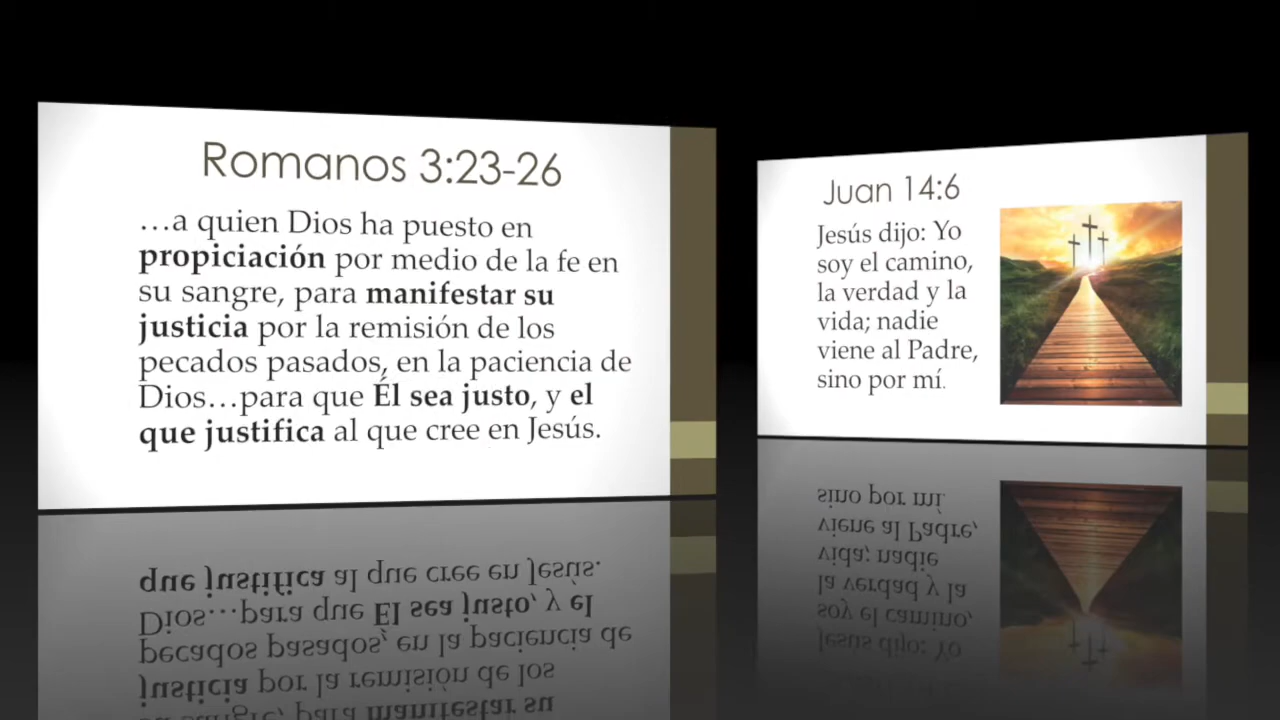 Romanos 3:23-26
…a quien Dios ha puesto en
propiciación por medio de la fe en
su sangre, para manifestar su
justicia por la remisión de los
pecados pasados, en la paciencia de
Dios…para que Él sea justo, y el
que justifica al que cree en Jesús.
Juan 14:6
Jesús dijo: Yo
soy el camino,
la verdad y la
vida; nadie
viene al Padre,
sino por mí.